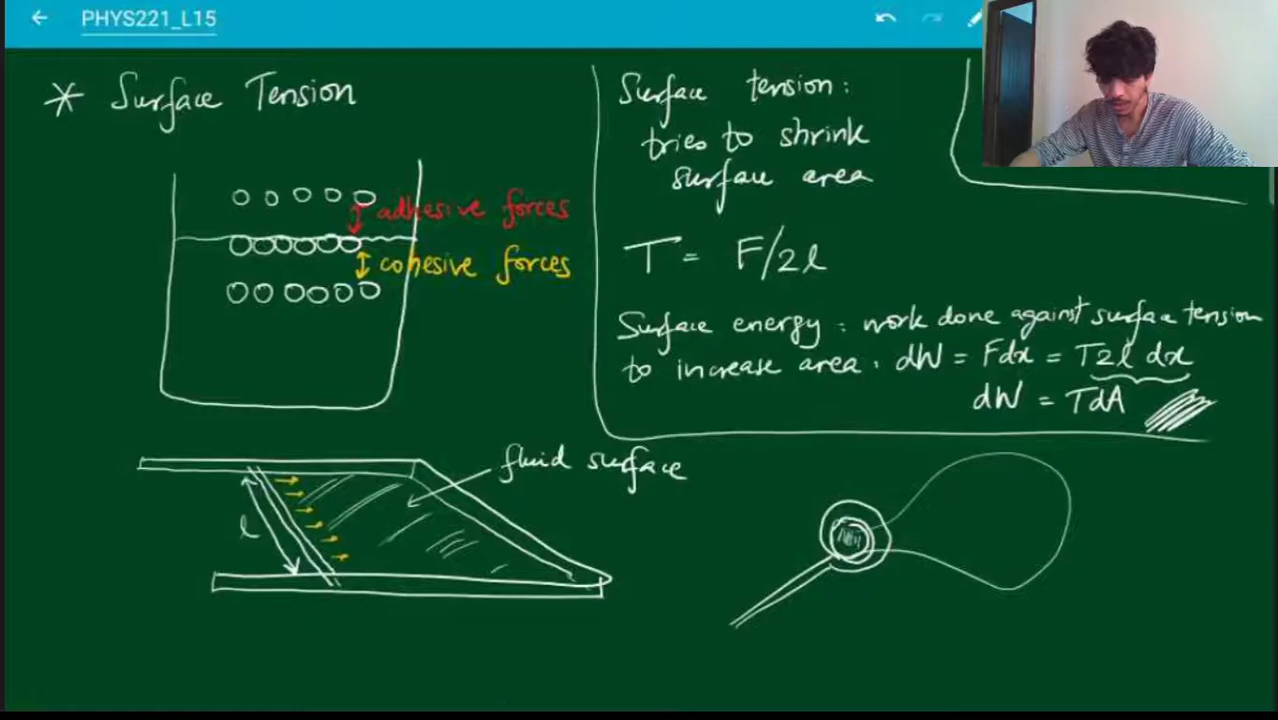 PHYS221_L15
* Surface Tension
adhesive forces
cohesive forces
Surface tension:
tries to shrink
surface area
T = F/2l
Surface energy: work done against surface tension
to increase area. dW = Fdx = T2l dx
dW = TdA
fluid surface
l